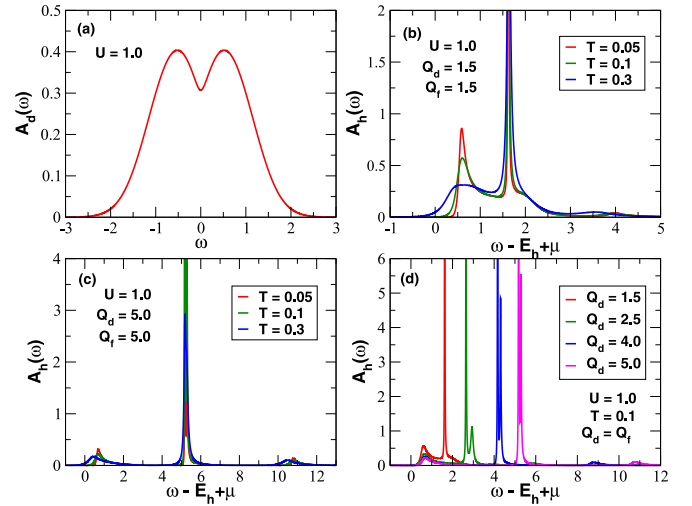 (a)
U = 1.0
A_d(ω)
0.5
0.4
0.3
0.2
0.1
0
-3 -2 -1 0 1 2 3
ω
(b)
U = 1.0
Q_d = 1.5
Q_f = 1.5
T = 0.05
T = 0.1
T = 0.3
A_h(ω)
2
1.5
1
0.5
0
-1 0 1 2 3 4 5
ω - E_h+μ
(c)
U = 1.0
Q_d = 5.0
Q_f = 5.0
T = 0.05
T = 0.1
T = 0.3
A_h(ω)
4
3
2
1
0
0 2 4 6 8 10 12
ω - E_h+μ
(d)
Q_d = 1.5
Q_d = 2.5
Q_d = 4.0
Q_d = 5.0
U = 1.0
T = 0.1
Q_d = Q_f
A_h(ω)
6
5
4
3
2
1
0
0 2 4 6 8 10 12
ω - E_h+μ